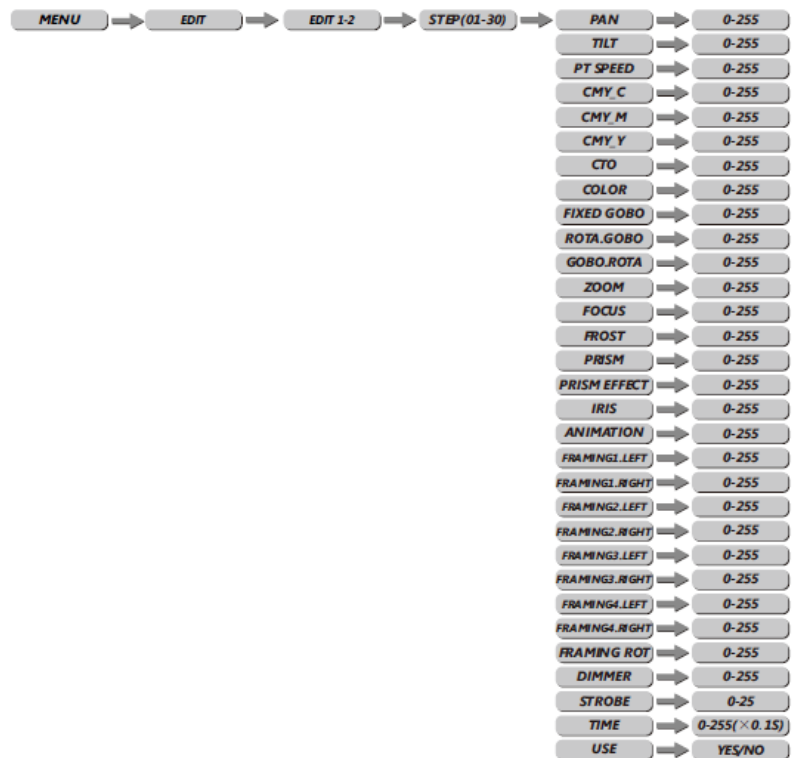 MENU EDIT EDIT 1-2 STEP(01-30) PAN 0-255
TILT 0-255
PT SPEED 0-255
CMY_C 0-255
CMY_M 0-255
CMY_Y 0-255
CTO 0-255
COLOR 0-255
FIXED GOBO 0-255
ROTA.GOBO 0-255
GOBO.ROTA 0-255
ZOOM 0-255
FOCUS 0-255
FROST 0-255
PRISM 0-255
PRISM EFFECT 0-255
IRIS 0-255
ANIMATION 0-255
FRAMING1.LEFT 0-255
FRAMING1.RIGHT 0-255
FRAMING2.LEFT 0-255
FRAMING2.RIGHT 0-255
FRAMING3.LEFT 0-255
FRAMING3.RIGHT 0-255
FRAMING4.LEFT 0-255
FRAMING4.RIGHT 0-255
FRAMING ROT 0-255
DIMMER 0-255
STROBE 0-25
TIME 0-255(×0.1S)
USE YES/NO